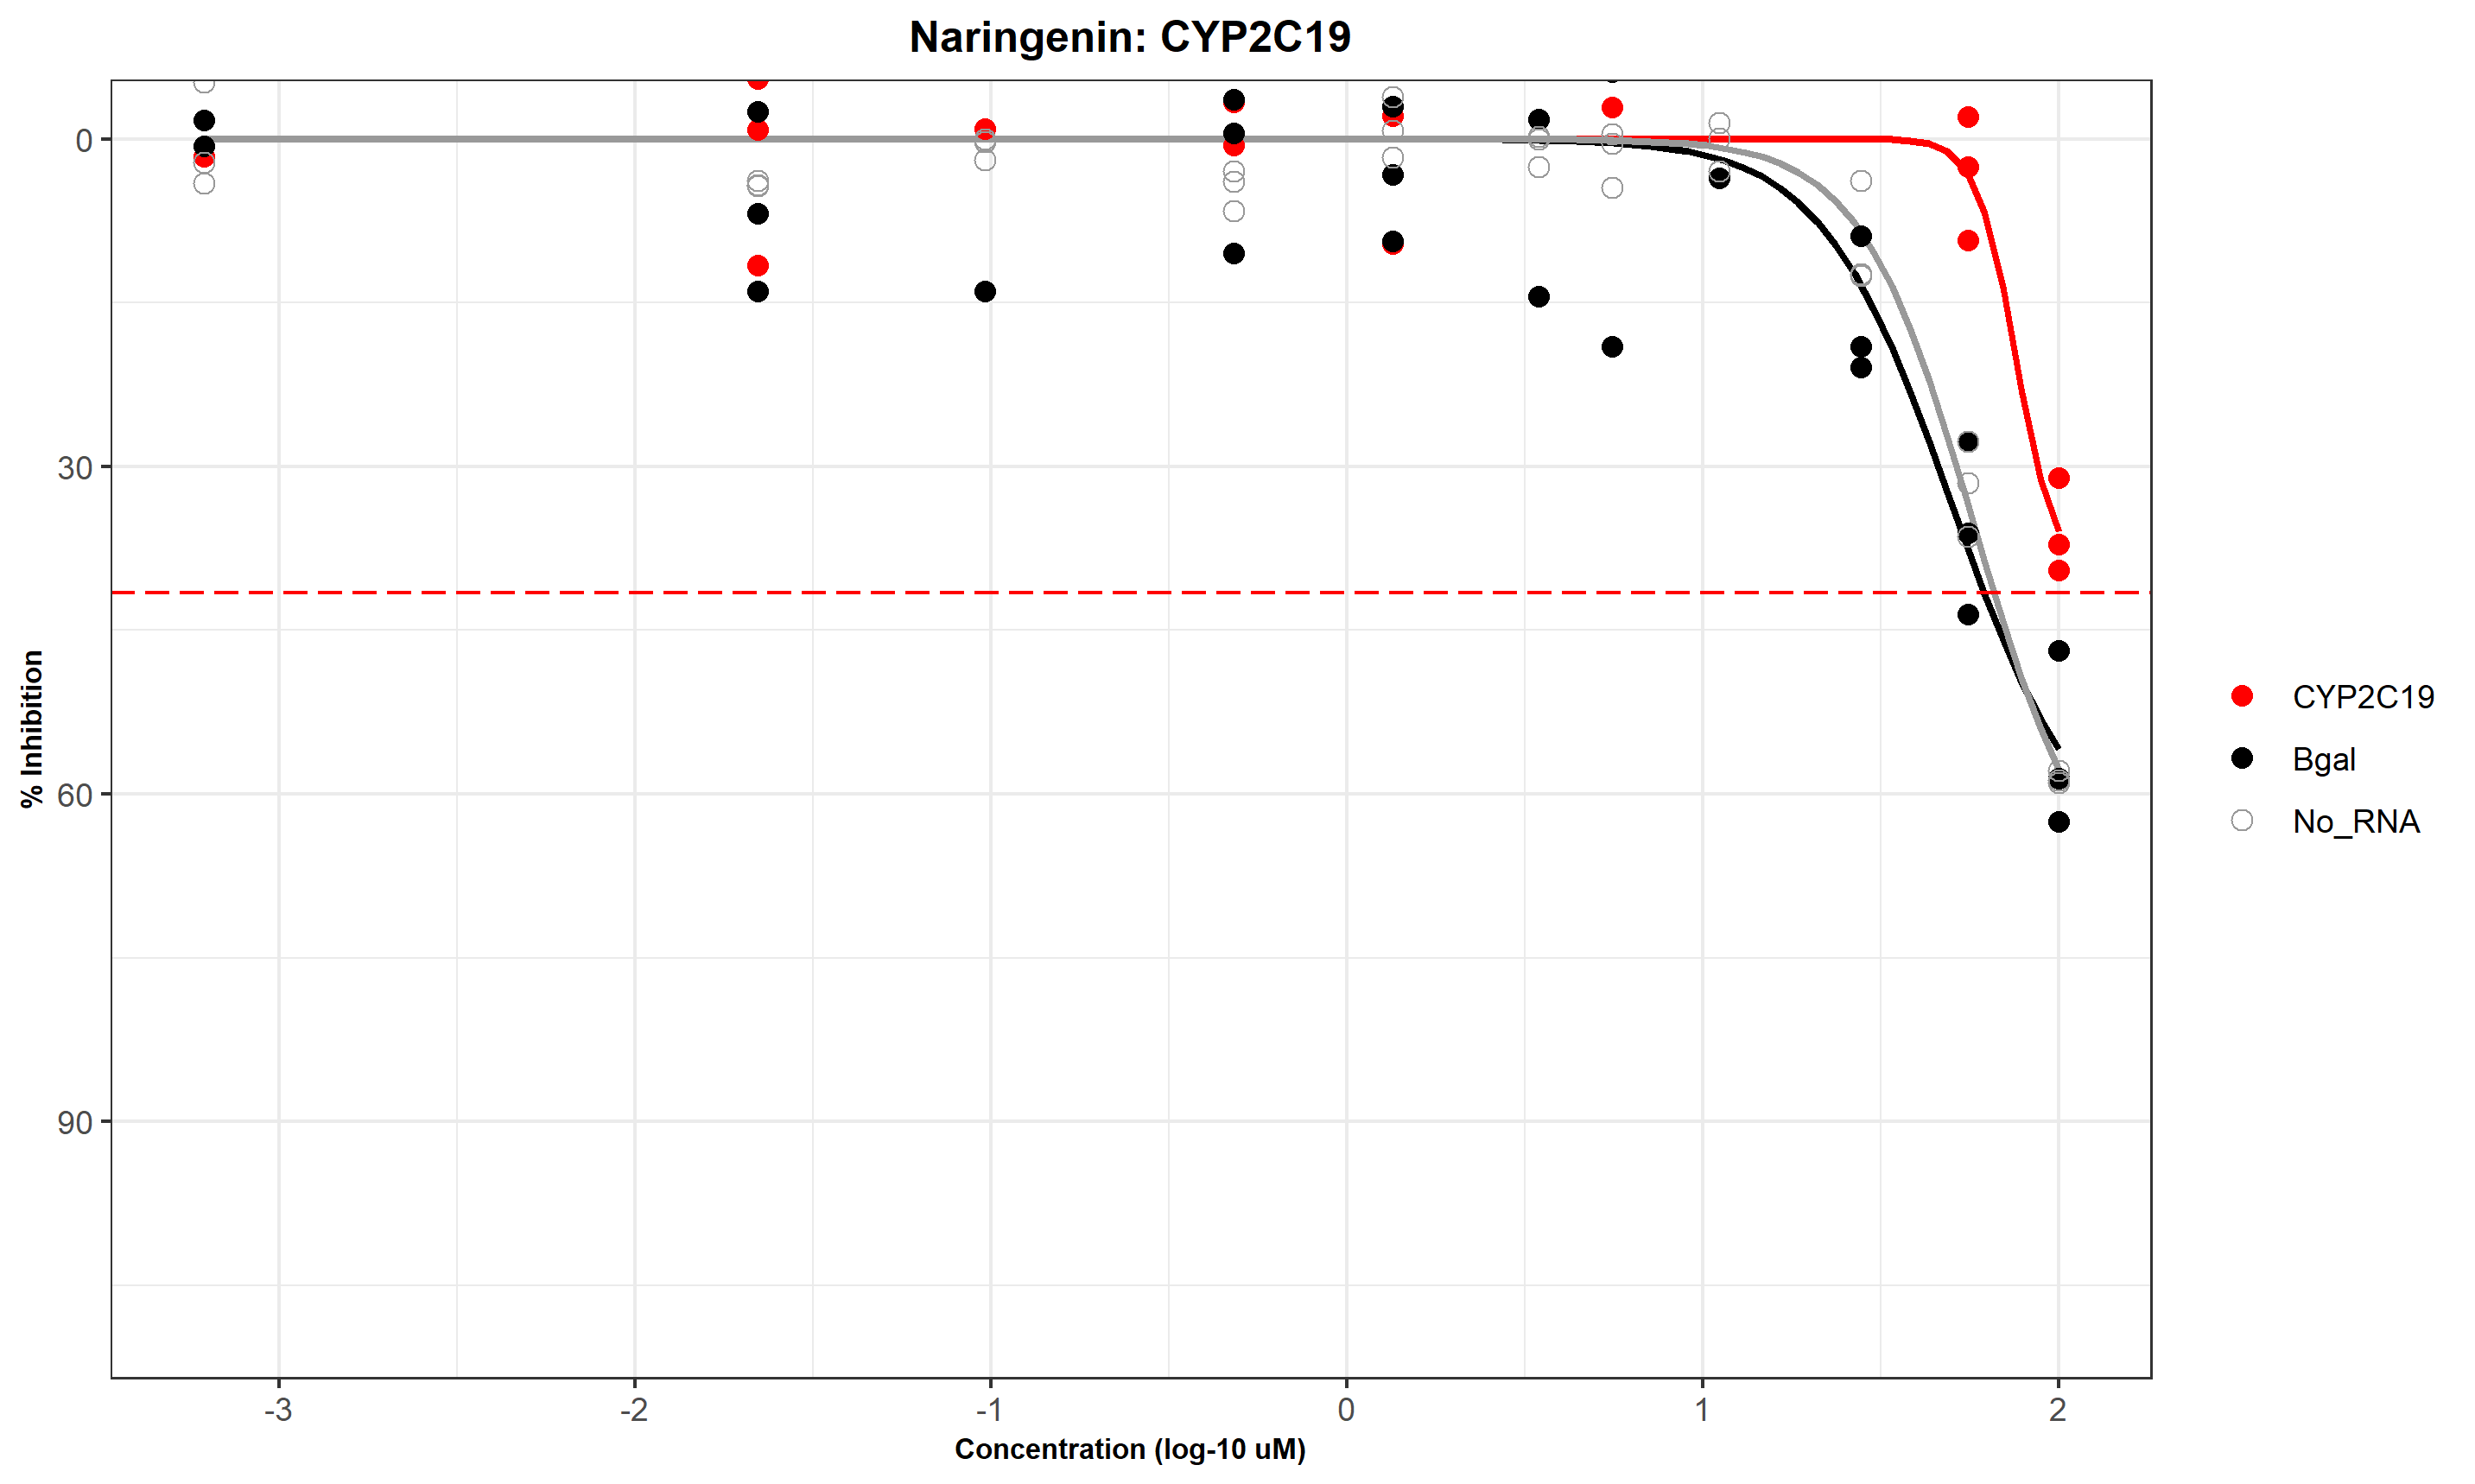 Naringenin: CYP2C19
0
30
60
90
% Inhibition
-3
-2
-1
0
1
2
Concentration (log-10 uM)
CYP2C19
Bgal
No_RNA